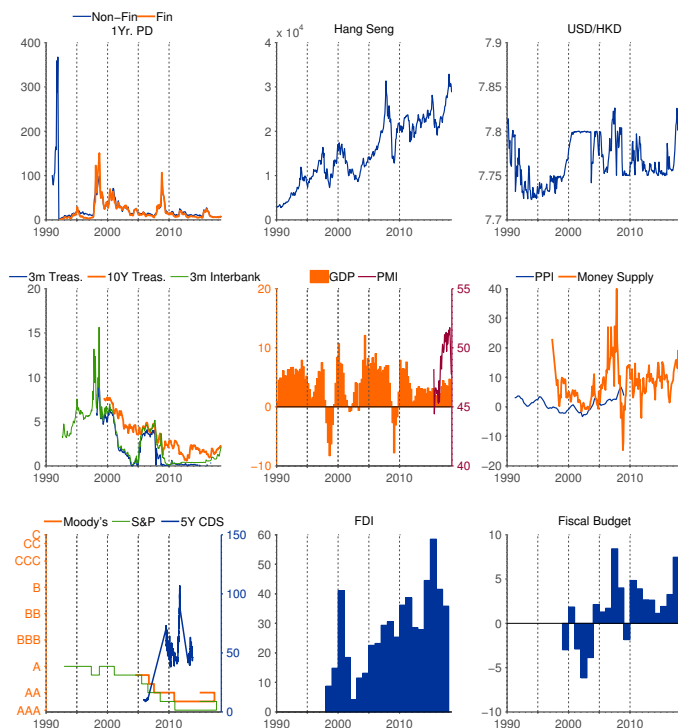 Non−Fin Fin
1Yr. PD
400
300
200
100
0
1990 2000 2010
Hang Seng
x 10^4
4
3
2
1
0
1990 2000 2010
USD/HKD
7.9
7.85
7.8
7.75
7.7
1990 2000 2010
3m Treas. 10Y Treas. 3m Interbank
20
15
10
5
0
1990 2000 2010
GDP PMI
20 55
10 50
0 45
−10 40
1990 2000 2010
PPI Money Supply
40
30
20
10
0
−10
−20
1990 2000 2010
Moody's S&P 5Y CDS
C
CC
CCC
B
BB
BBB
A
AA
AAA
150
100
50
0
1990 2000 2010
FDI
60
50
40
30
20
10
0
1990 2000 2010
Fiscal Budget
10
5
0
−5
−10
1990 2000 2010